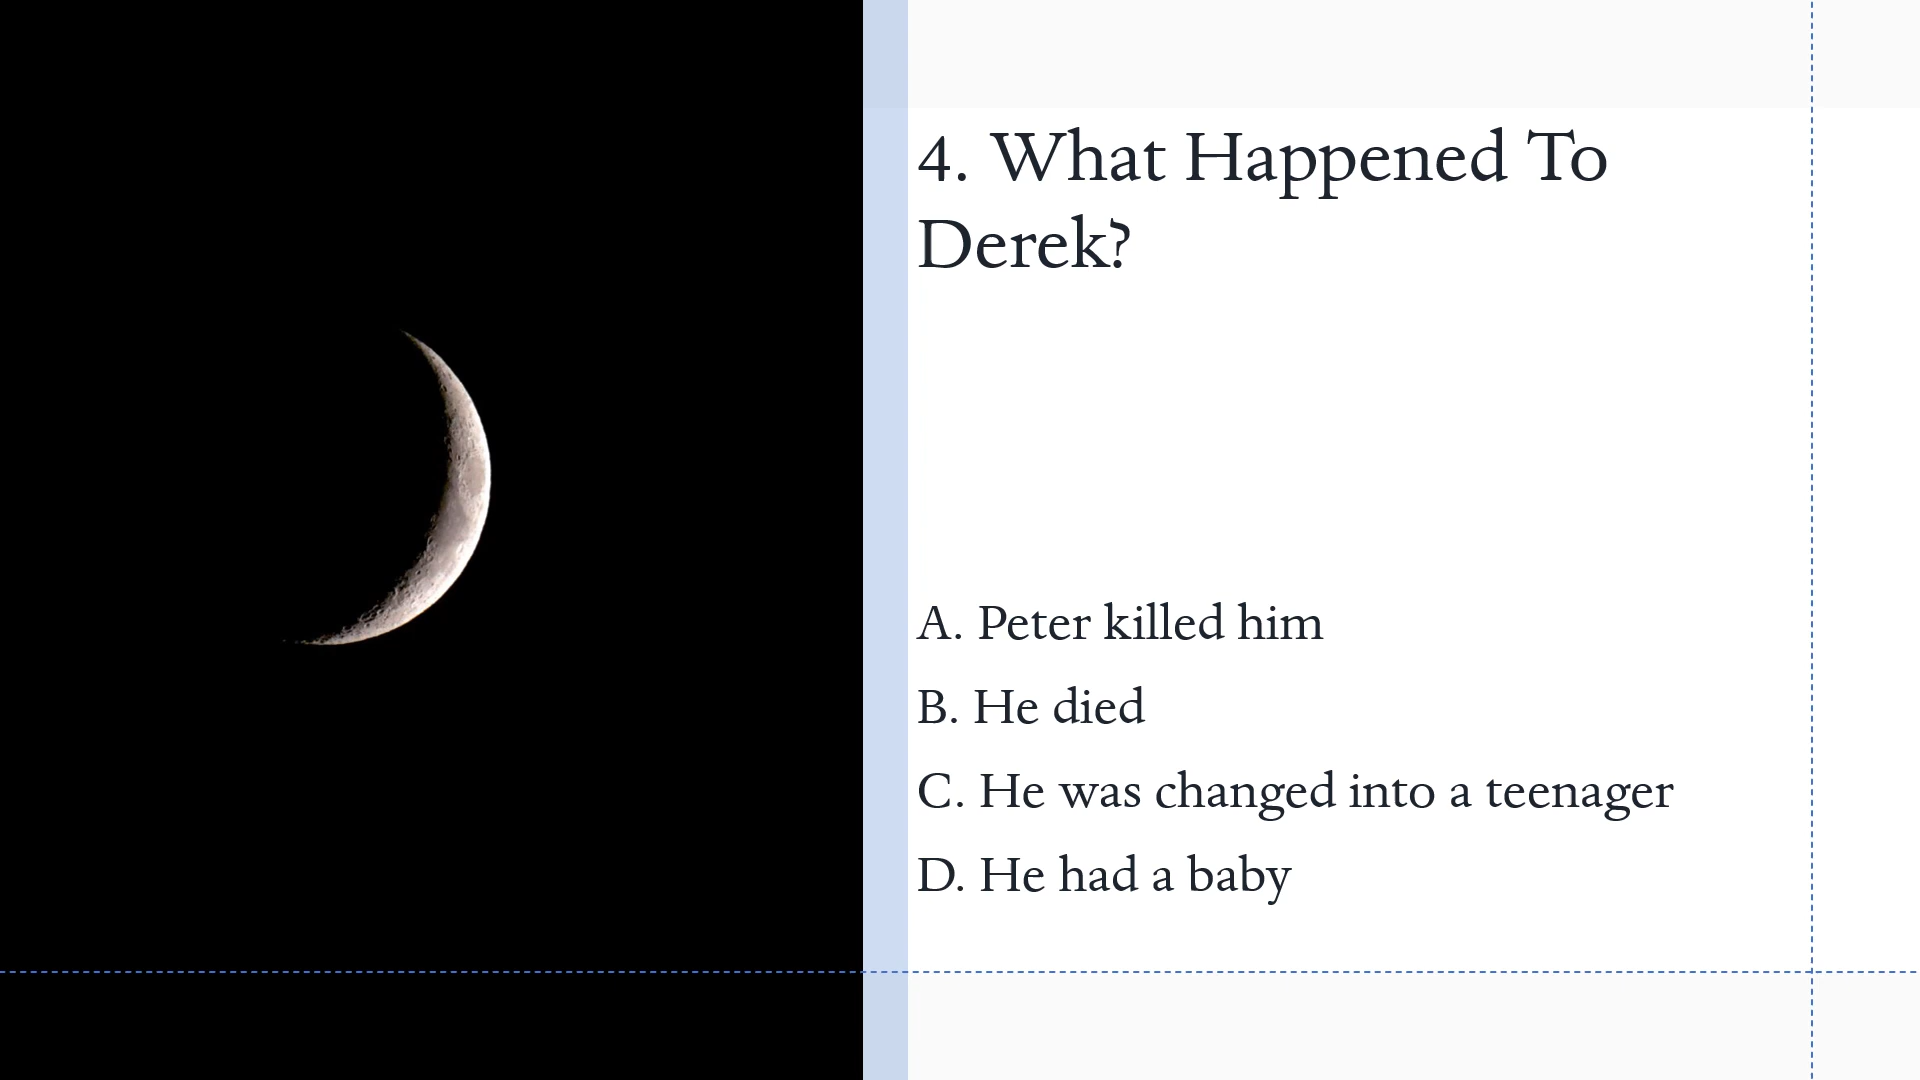 4. What Happened To
Derek?
A. Peter killed him
B. He died
C. He was changed into a teenager
D. He had a baby